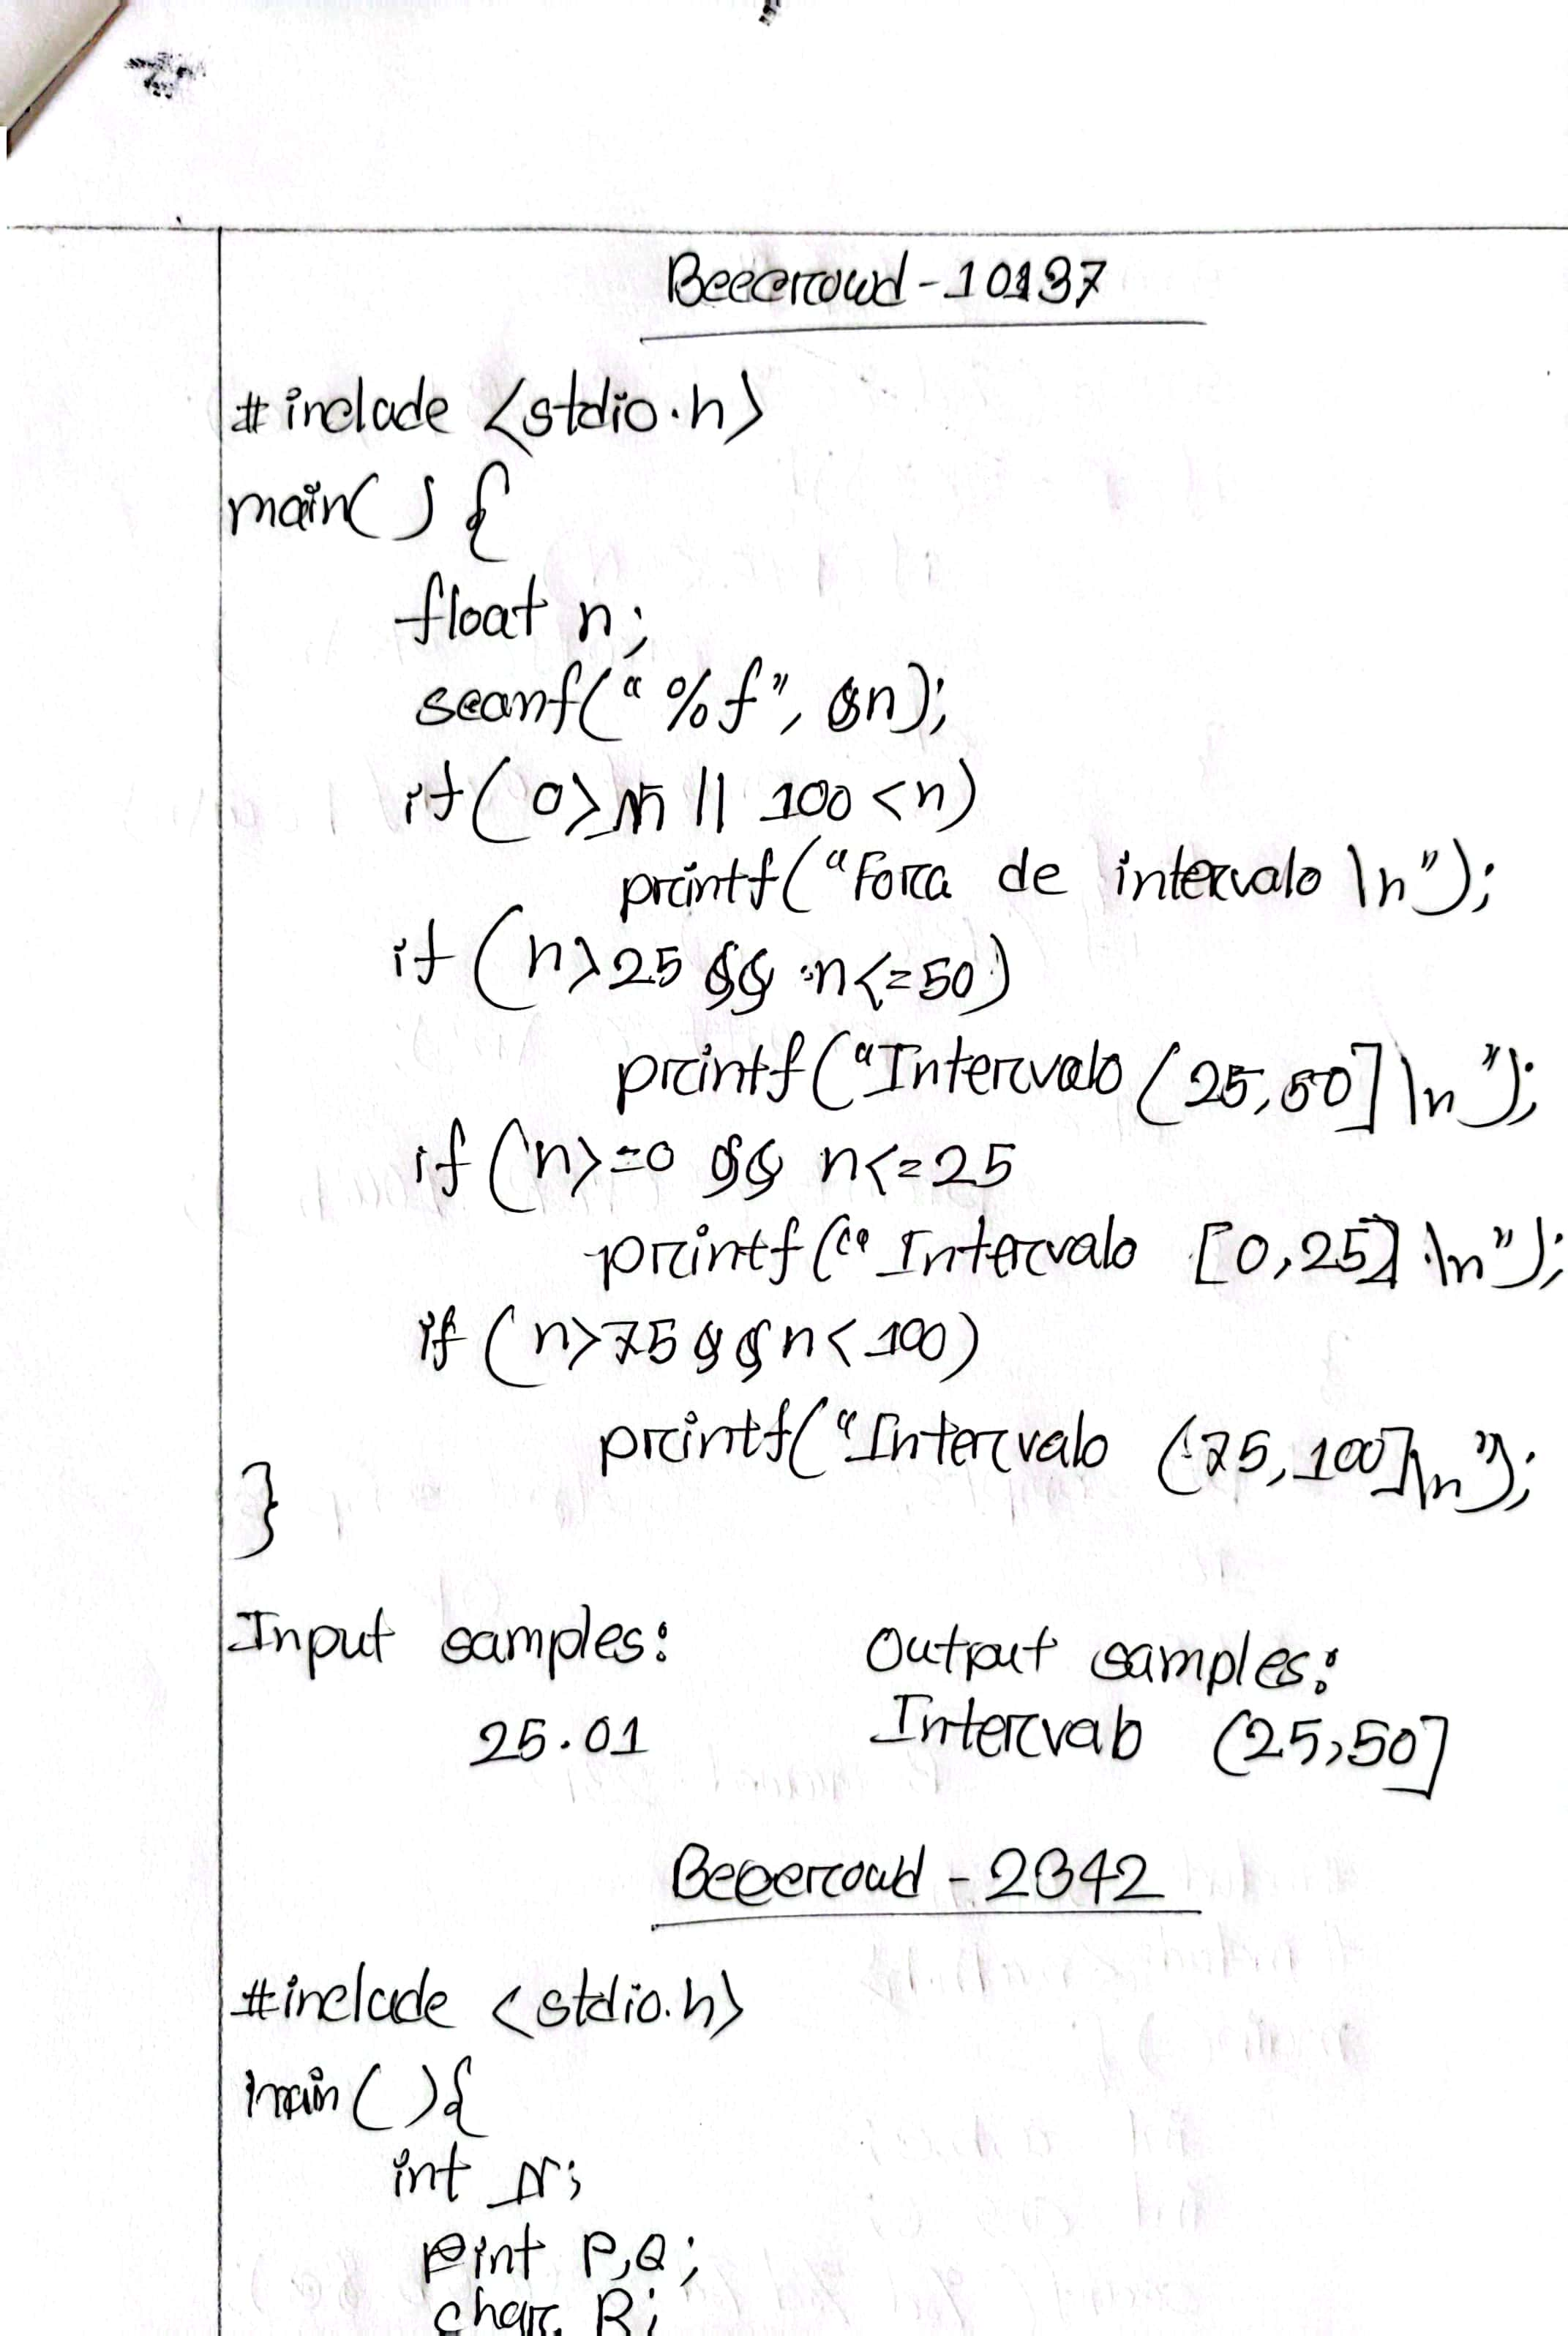 Beecrowd - 10137
#include <stdio.h>
main() {
float n;
scanf("%f", &n);
if(0>n || 100<n)
printf("Fora de intervalo \n");
if (n>25 && n<=50)
printf("Intervalo (25,50] \n");
if (n>=0 && n<=25
printf("Intervalo [0,25] \n");
if (n>75 && n<100)
printf("Intervalo (75,100]\n");
}
Input samples: Output samples:
25.01 Intervalo (25,50]
Beecrowd - 2342
#include <stdio.h>
main(){
int N;
int P,Q;
char R;